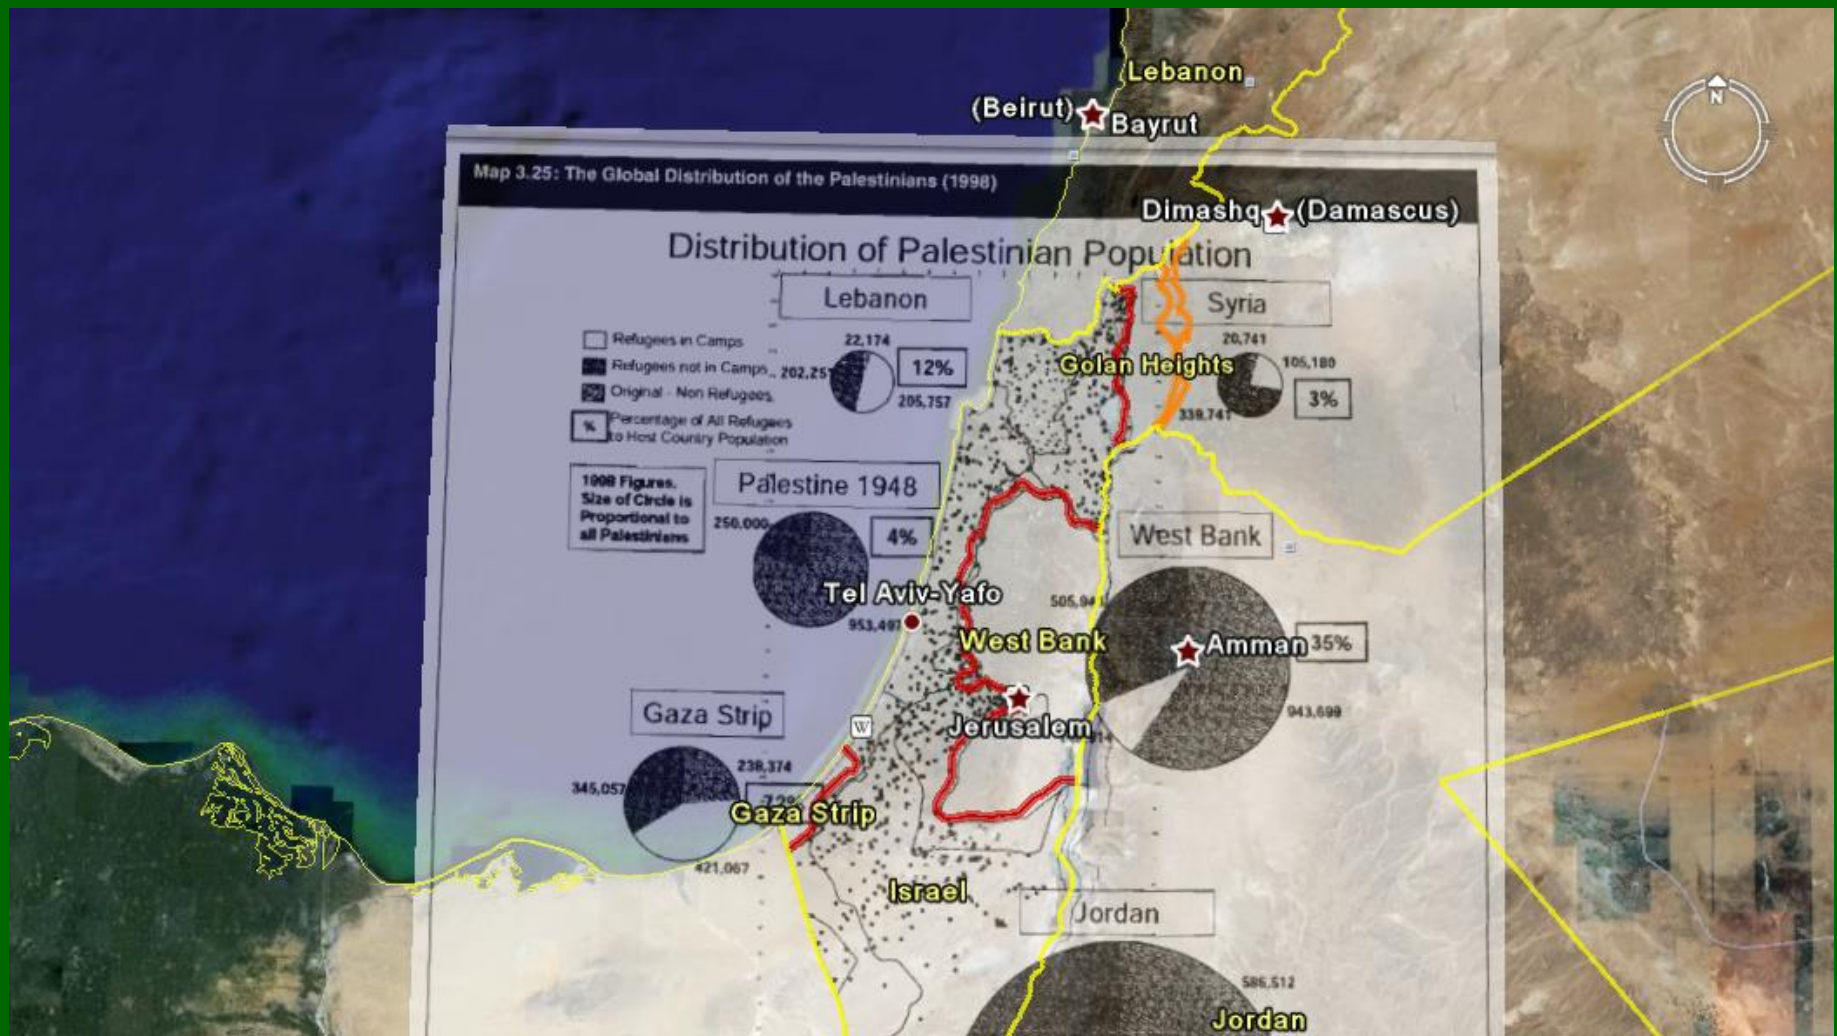 Lebanon
(Beirut)
Bayrut
N
Map 3.25: The Global Distribution of the Palestinians (1998)
Dimashq (Damascus)
Distribution of Palestinian Population
Lebanon
Syria
Refugees in Camps
22,174
20,741
Refugees not in Camps
202,25
12%
Golan Heights
105,180
Original - Non Refugees
205,757
339,741
3%
% Percentage of All Refugees
to Host Country Population
1998 Figures.
Size of Circle is
Proportional to
all Palestinians
Palestine 1948
250,000
4%
West Bank
Tel Aviv-Yafo
505,9
953,497
West Bank
Amman
35%
Gaza Strip
W
Jerusalem
943,699
238,374
345,057
72%
Gaza Strip
421,067
Israel
Jordan
586,512
Jordan